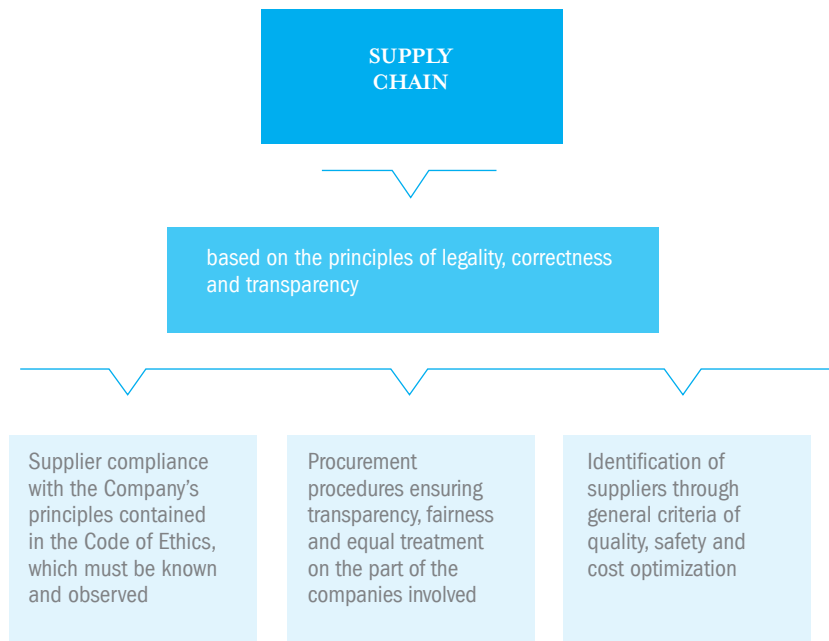 SUPPLY
CHAIN
based on the principles of legality, correctness
and transparency
Supplier compliance
with the Company's
principles contained
in the Code of Ethics,
which must be known
and observed
Procurement
procedures ensuring
transparency, fairness
and equal treatment
on the part of the
companies involved
Identification of
suppliers through
general criteria of
quality, safety and
cost optimization